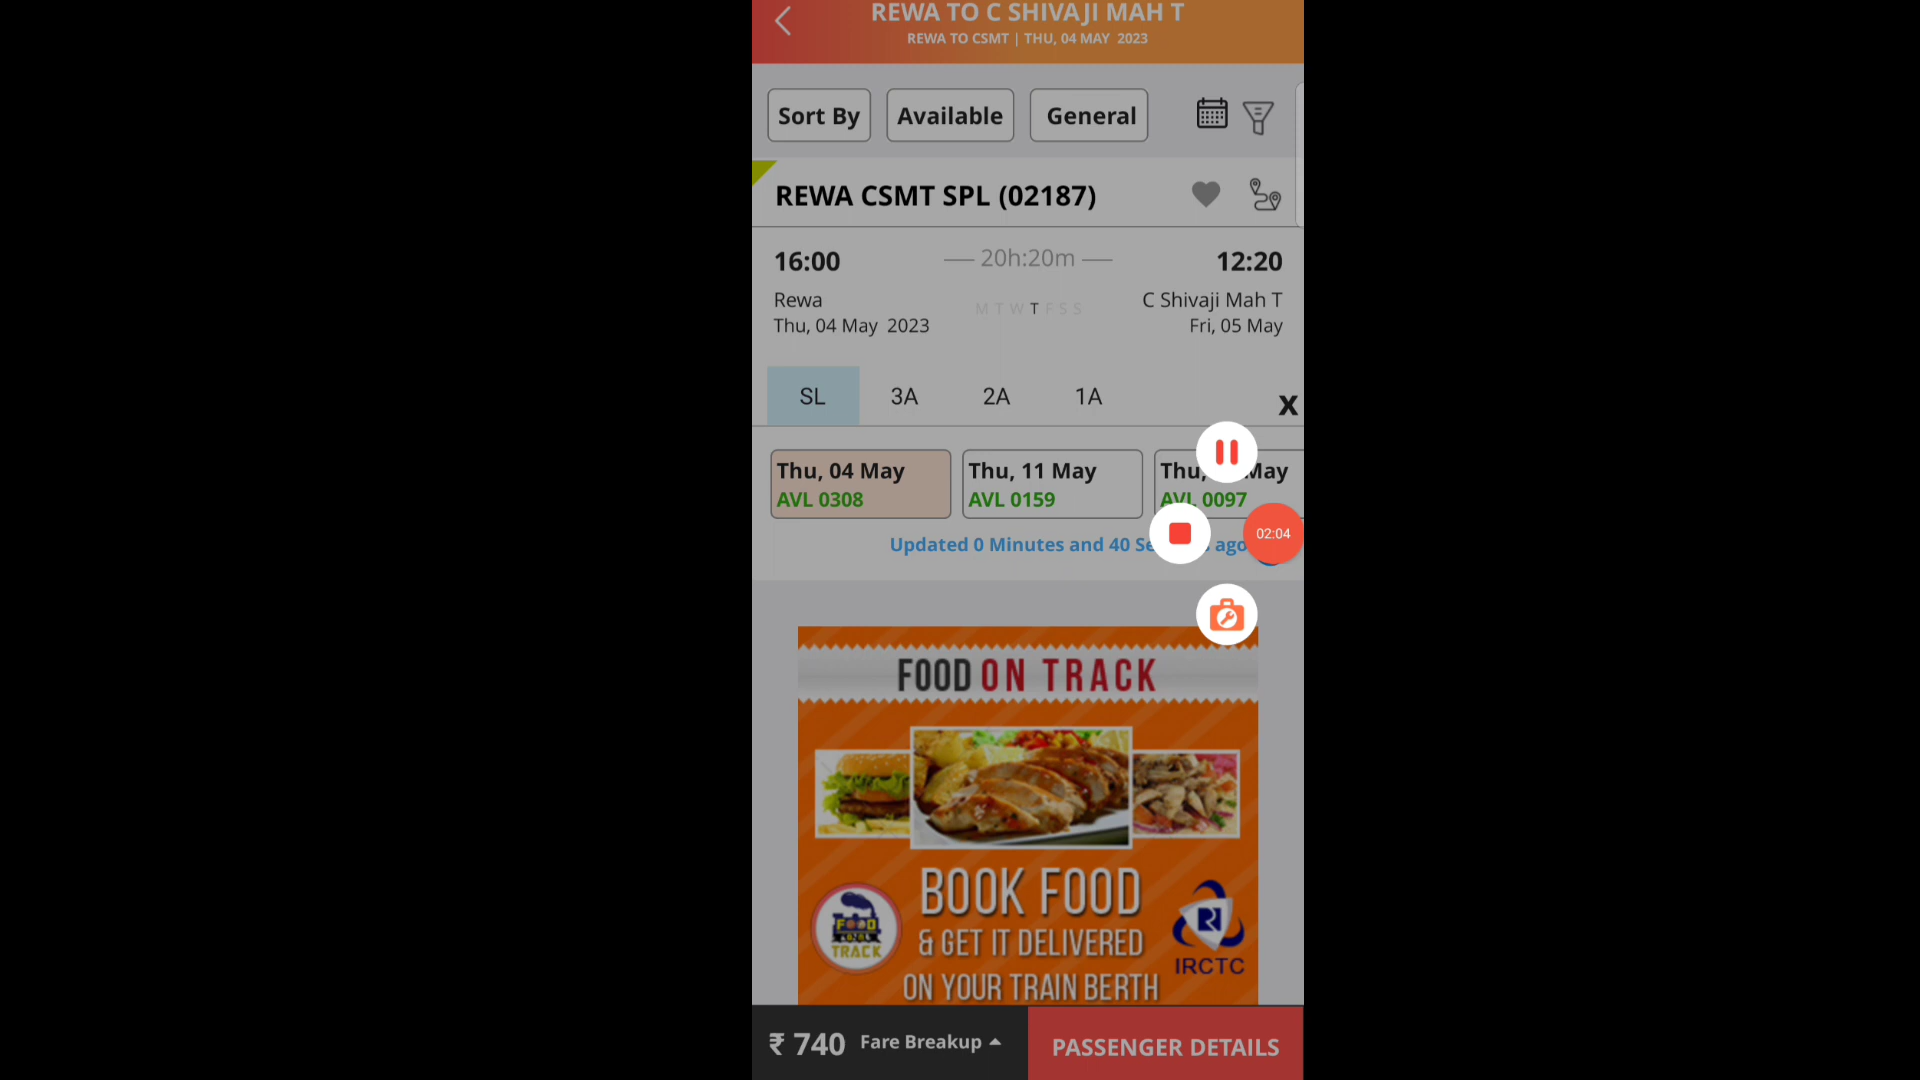 REWA TO C SHIVAJI MAH T
REWA TO CSMT | THU, 04 MAY 2023
Sort By
Available
General
REWA CSMT SPL (02187)
16:00
20h:20m
12:20
Rewa
M T W T F S S
C Shivaji Mah T
Thu, 04 May 2023
Fri, 05 May
SL
3A
2A
1A
X
Thu, 04 May
Thu, 11 May
Thu, May
AVL 0308
AVL 0159
AVL 0097
02:04
Updated 0 Minutes and 40 ago
FOOD ON TRACK
BOOK FOOD
& GET IT DELIVERED
ON YOUR TRAIN BERTH
FOOD
ON
TRACK
IRCTC
₹ 740
Fare Breakup
PASSENGER DETAILS